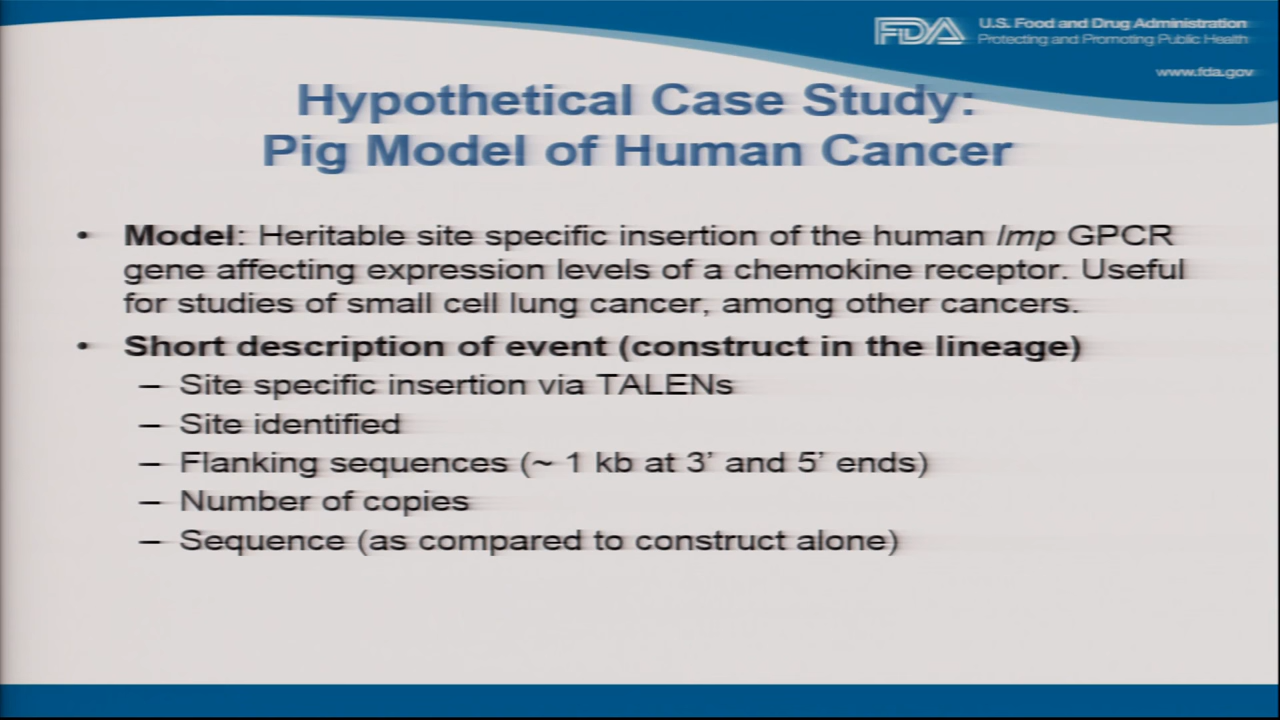 FDA U.S. Food and Drug Administration
Protecting and Promoting Public Health
www.fda.gov
Hypothetical Case Study:
Pig Model of Human Cancer
• Model: Heritable site specific insertion of the human lmp GPCR
gene affecting expression levels of a chemokine receptor. Useful
for studies of small cell lung cancer, among other cancers.
• Short description of event (construct in the lineage)
– Site specific insertion via TALENs
– Site identified
– Flanking sequences (~ 1 kb at 3’ and 5’ ends)
– Number of copies
– Sequence (as compared to construct alone)